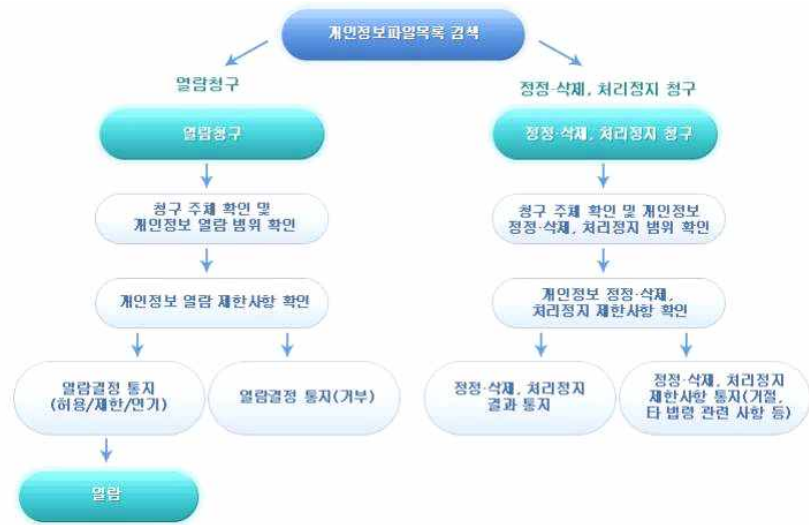 개인정보파일목록 검색
열람청구
열람청구
청구 주체 확인 및
개인정보 열람 범위 확인
개인정보 열람 제한사항 확인
열람결정 통지
(허용/제한/연기)
열람결정 통지(거부)
열람
정정·삭제, 처리정지 청구
정정·삭제, 처리정지 청구
청구 주체 확인 및 개인정보
정정·삭제, 처리정지 범위 확인
개인정보 정정·삭제,
처리정지 제한사항 확인
정정·삭제, 처리정지
결과 통지
정정·삭제, 처리정지
제한사항 통지(거절,
타 법령 관련 사항 등)